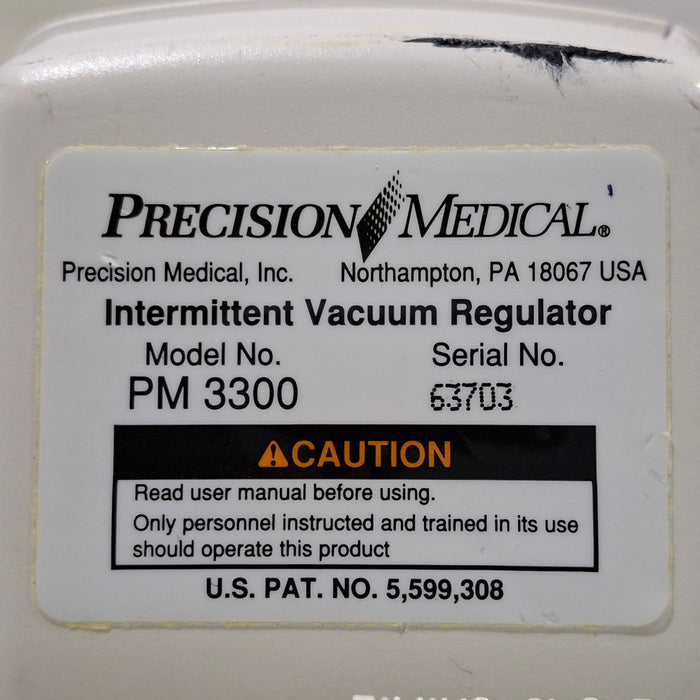 PRECISION MEDICAL®
Precision Medical, Inc. Northampton, PA 18067 USA
Intermittent Vacuum Regulator
Model No. Serial No.
PM 3300 63703
⚠CAUTION
Read user manual before using.
Only personnel instructed and trained in its use
should operate this product
U.S. PAT. NO. 5,599,308